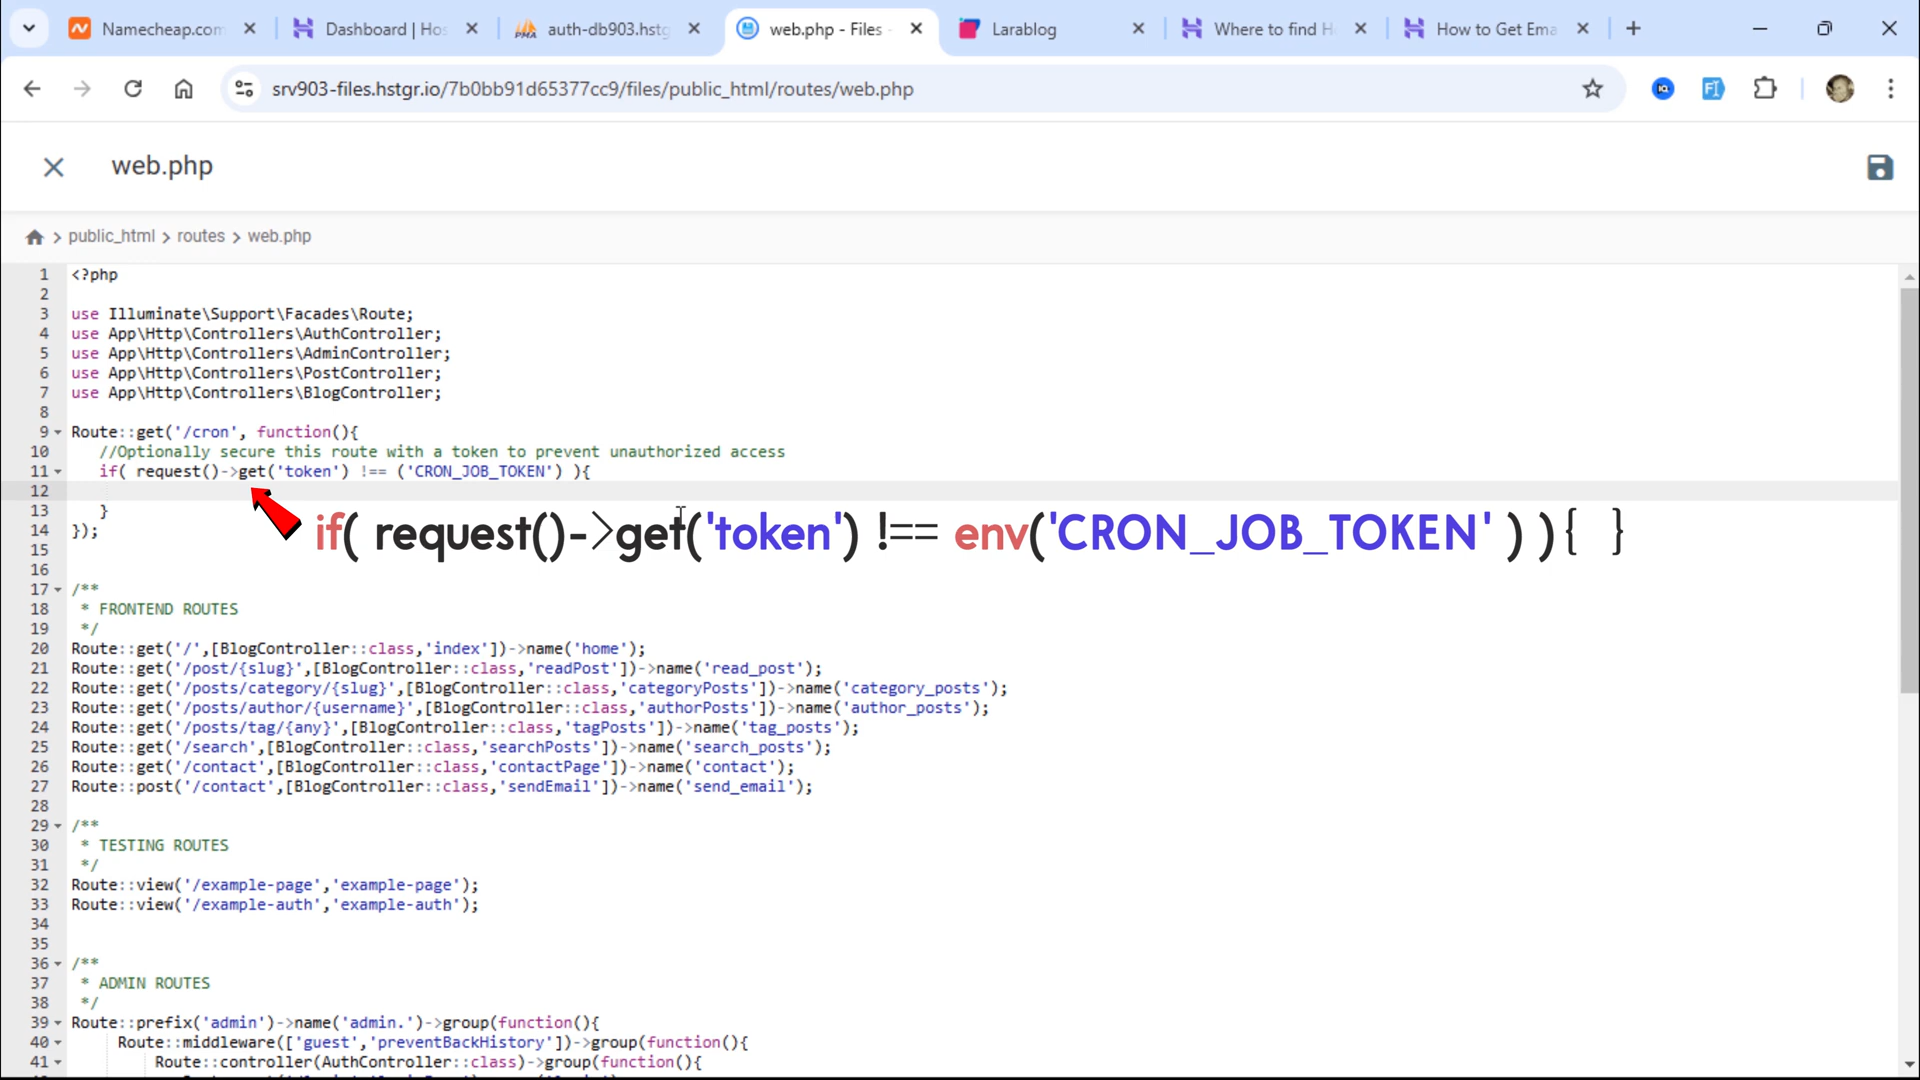 Namecheap.com
Dashboard | Hos
auth-db903.hstg
web.php - Files
Larablog
Where to find H
How to Get Ema
srv903-files.hstgr.io/7b0bb91d65377cc9/files/public_html/routes/web.php
web.php
public_html > routes > web.php
1 <?php
2
3 use Illuminate\Support\Facades\Route;
4 use App\Http\Controllers\AuthController;
5 use App\Http\Controllers\AdminController;
6 use App\Http\Controllers\PostController;
7 use App\Http\Controllers\BlogController;
8
9 Route::get('/cron', function(){
10 //Optionally secure this route with a token to prevent unauthorized access
11 if( request()->get('token') !== ('CRON_JOB_TOKEN') ){
12
13 }
14 });
if( request()->get('token') !== env('CRON_JOB_TOKEN' ) ){ }
15
16
17 /**
18 * FRONTEND ROUTES
19 */
20 Route::get('/',[BlogController::class,'index'])->name('home');
21 Route::get('/post/{slug}',[BlogController::class,'readPost'])->name('read_post');
22 Route::get('/posts/category/{slug}',[BlogController::class,'categoryPosts'])->name('category_posts');
23 Route::get('/posts/author/{username}',[BlogController::class,'authorPosts'])->name('author_posts');
24 Route::get('/posts/tag/{any}',[BlogController::class,'tagPosts'])->name('tag_posts');
25 Route::get('/search',[BlogController::class,'searchPosts'])->name('search_posts');
26 Route::get('/contact',[BlogController::class,'contactPage'])->name('contact');
27 Route::post('/contact',[BlogController::class,'sendEmail'])->name('send_email');
28
29 /**
30 * TESTING ROUTES
31 */
32 Route::view('/example-page','example-page');
33 Route::view('/example-auth','example-auth');
34
35
36 /**
37 * ADMIN ROUTES
38 */
39 Route::prefix('admin')->name('admin.')->group(function(){
40 Route::middleware(['guest','preventBackHistory'])->group(function(){
41 Route::controller(AuthController::class)->group(function(){